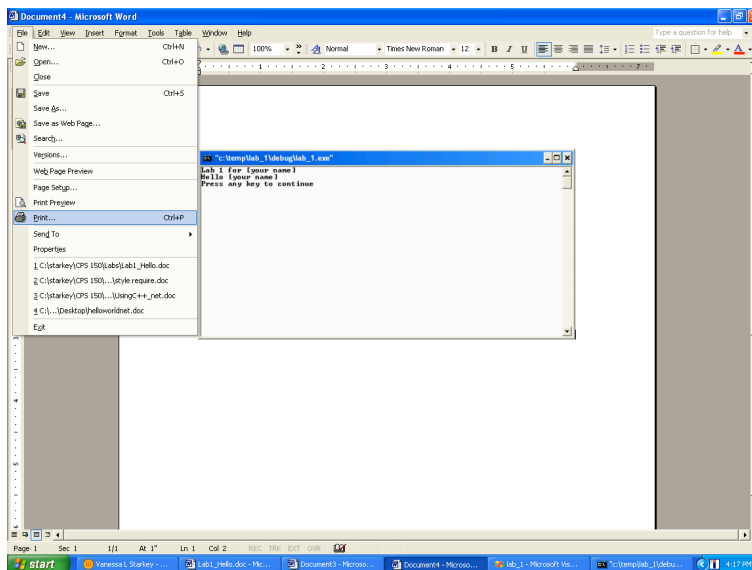 Document4 - Microsoft Word
File Edit View Insert Format Tools Table Window Help
Type a question for help
100% Normal Times New Roman 12 B I U
New... Ctrl+N
Open... Ctrl+O
Close
Save Ctrl+S
Save As...
Save as Web Page...
Search...
Versions...
Web Page Preview
Page Setup...
Print Preview
Print... Ctrl+P
Send To
Properties
1 C:\starkey\CPS 150\Labs\Lab1_Hello.doc
2 C:\starkey\CPS 150\...\style require.doc
3 C:\starkey\CPS 150\...\UsingC++_net.doc
4 C:\...\Desktop\helloworldnet.doc
Exit
1 2 3 4 5 7
"c:\temp\lab_1\debug\lab_1.exe"
Lab 1 for [your name]
Hello [your name]
Press any key to continue
Page 1 Sec 1 1/1 At 1" Ln 1 Col 2 REC TRK EXT OVR
start Vanessa L Starkey - ... Lab1_Hello.doc - Mic... Document3 - Microso... Document4 - Microso... lab_1 - Microsoft Vis... "c:\temp\lab_1\debu... 4:17 PM